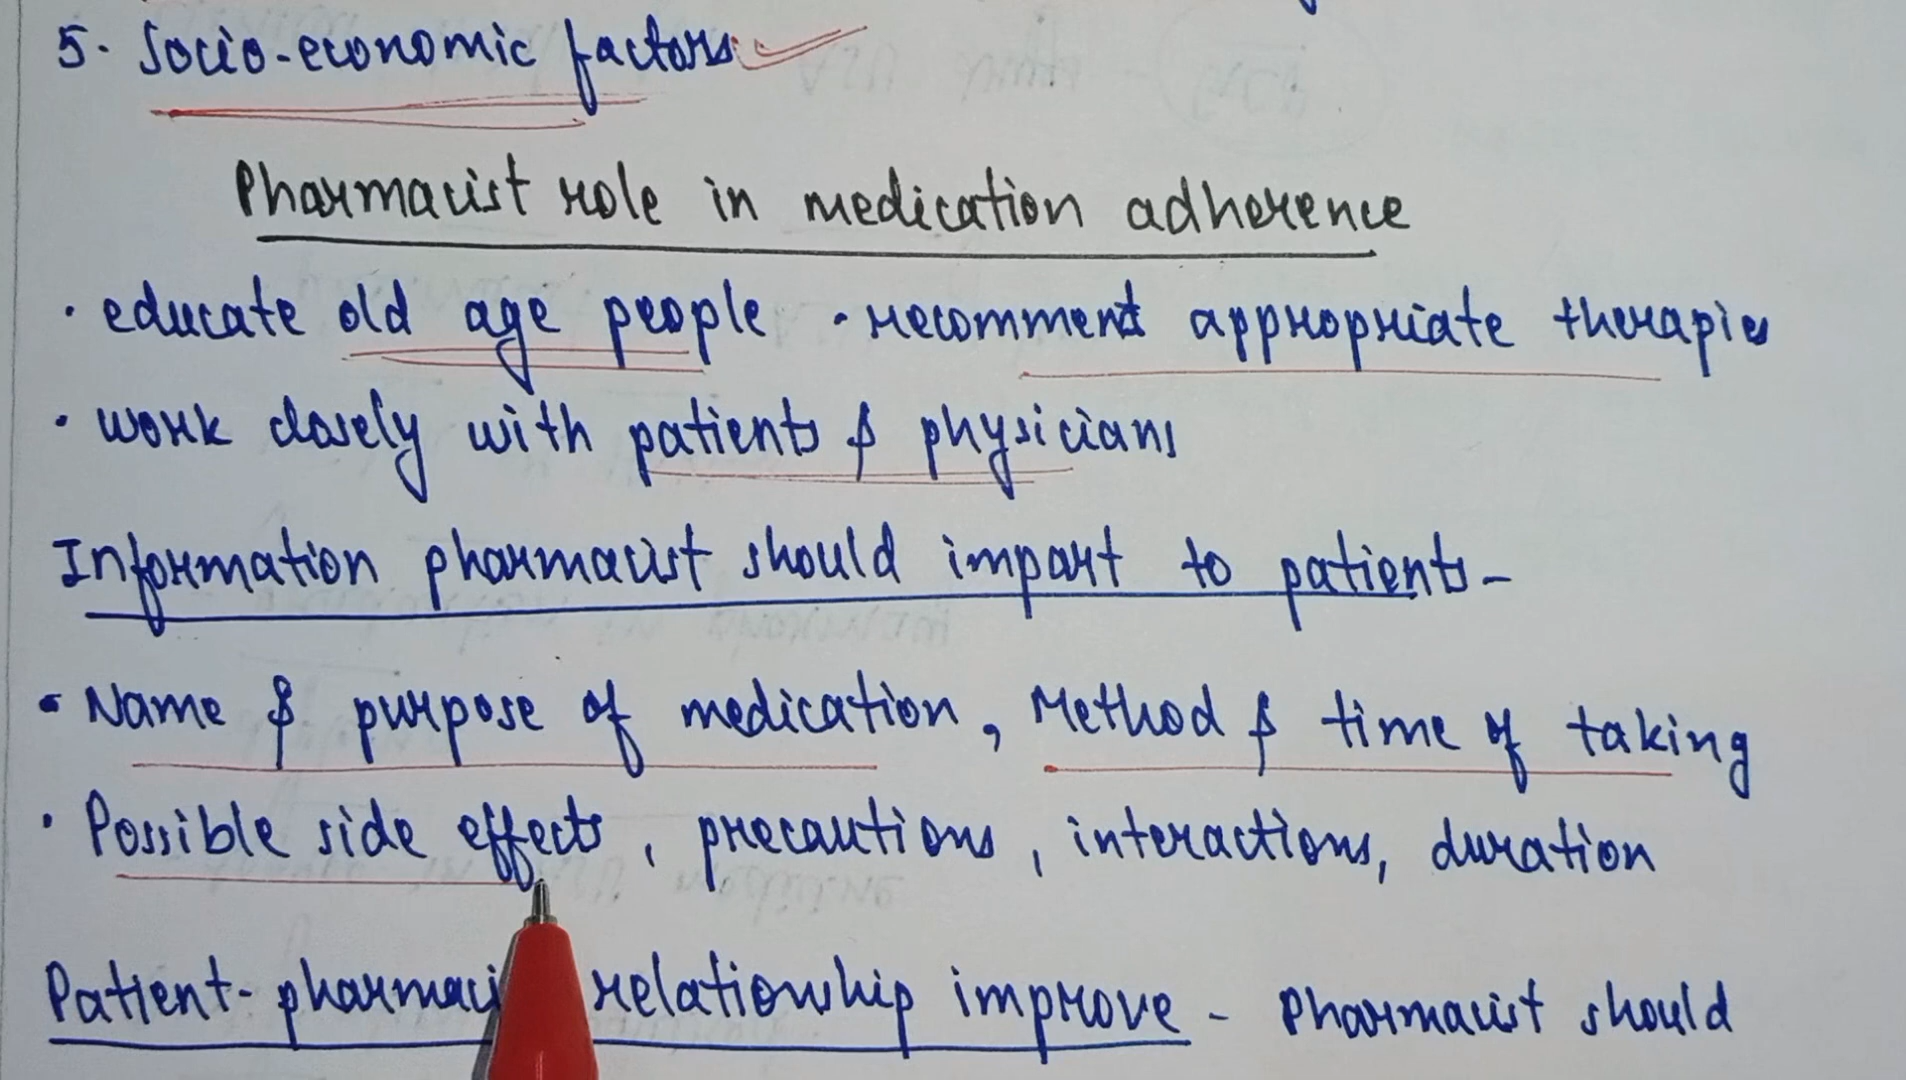 5. Socio-economic factors
Pharmacist role in medication adherence
• educate old age people • recomment appropriate therapies
• work closely with patients & physicians
Information pharmacist should impart to patients -
• Name & purpose of medication, Method & time of taking
• Possible side effects, precautions, interactions, duration
Patient-pharmaci relationship improve - Pharmacist should